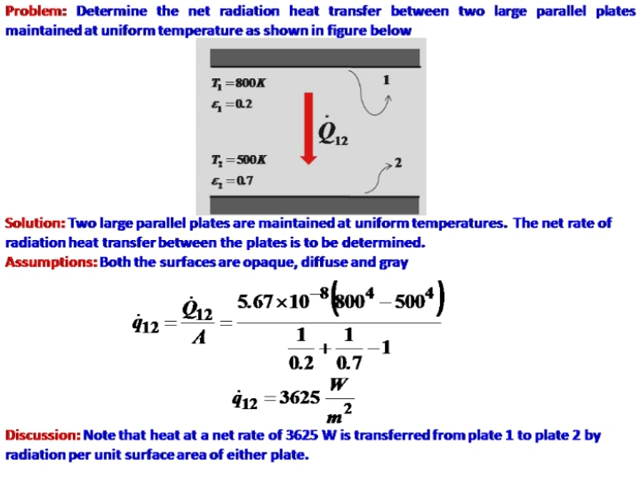 Problem: Determine the net radiation heat transfer between two large parallel plates
maintained at uniform temperature as shown in figure below
T₁ = 800K
1
ε₁ = 0.2
Q̇₁₂
T₂ = 500K
2
ε₂ = 0.7
Solution: Two large parallel plates are maintained at uniform temperatures. The net rate of
radiation heat transfer between the plates is to be determined.
Assumptions: Both the surfaces are opaque, diffuse and gray
q̇₁₂ = Q̇₁₂ / A = 5.67×10⁻⁸(800⁴ − 500⁴) / (1/0.2 + 1/0.7 − 1)
q̇₁₂ = 3625 W/m²
Discussion: Note that heat at a net rate of 3625 W is transferred from plate 1 to plate 2 by
radiation per unit surface area of either plate.